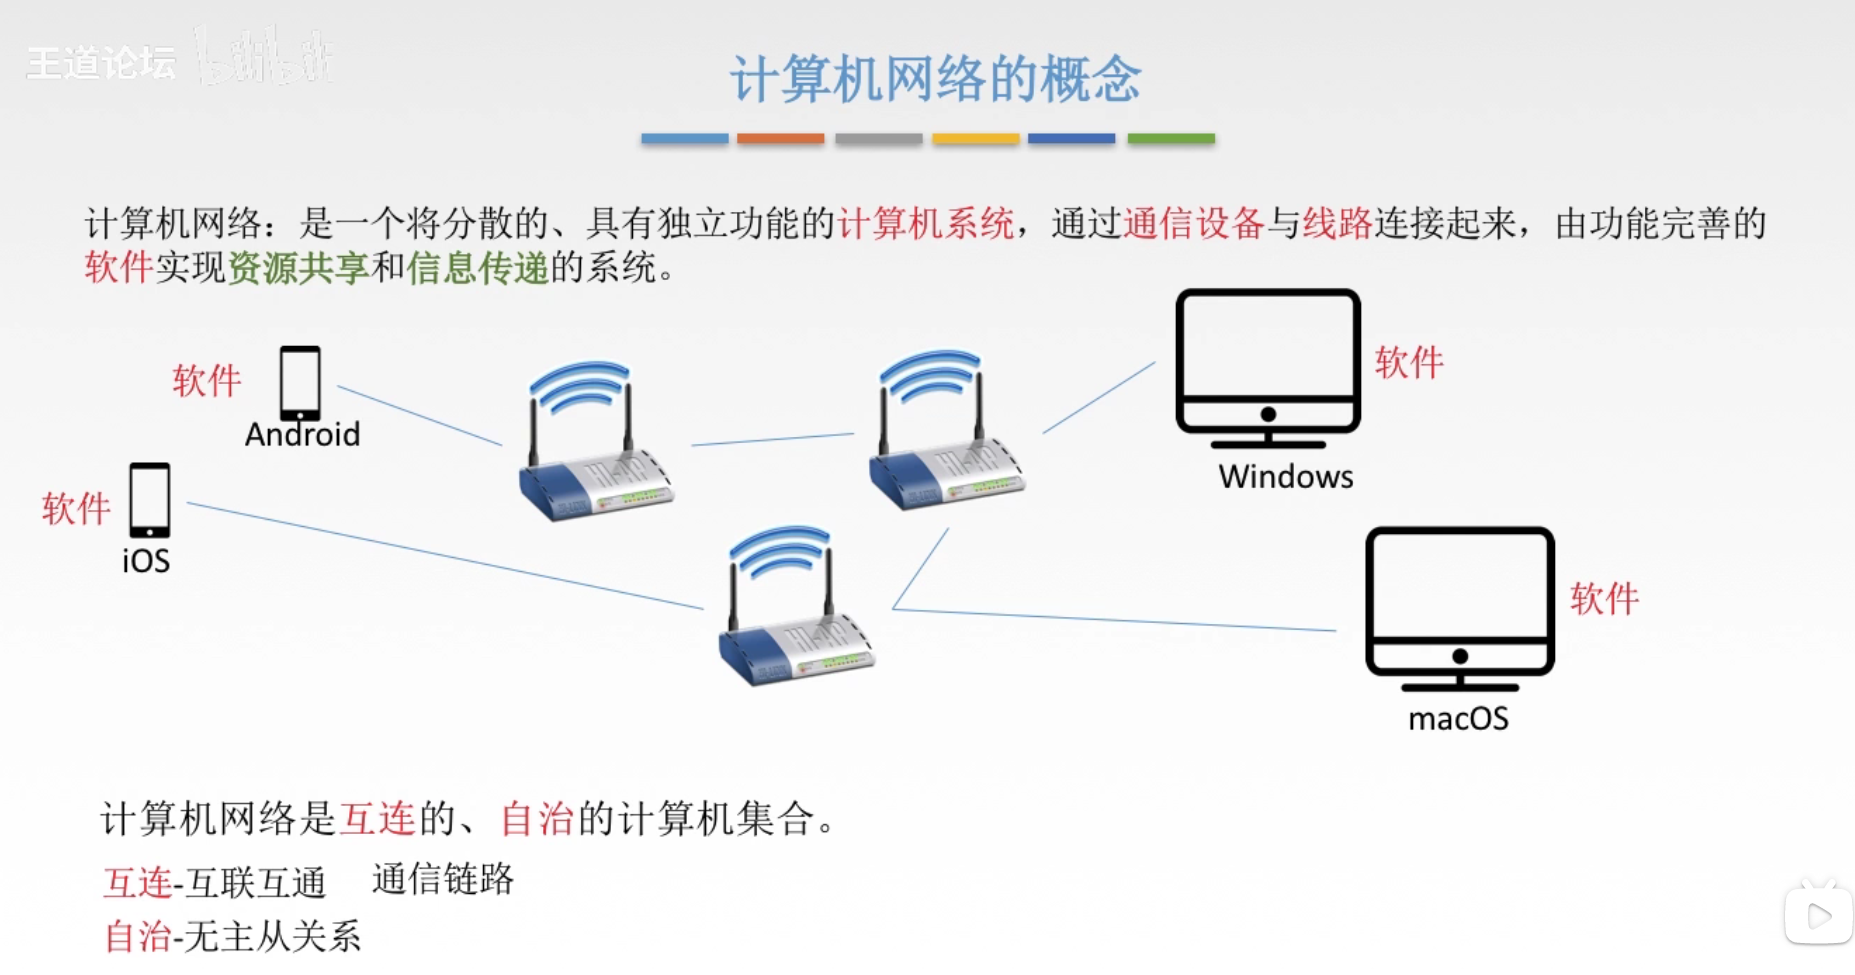 王道论坛 bilibili
计算机网络的概念
计算机网络：是一个将分散的、具有独立功能的计算机系统，通过通信设备与线路连接起来，由功能完善的
软件实现资源共享和信息传递的系统。
软件
Android
软件
iOS
软件
Windows
软件
macOS
计算机网络是互连的、自治的计算机集合。
互连-互联互通 通信链路
自治-无主从关系